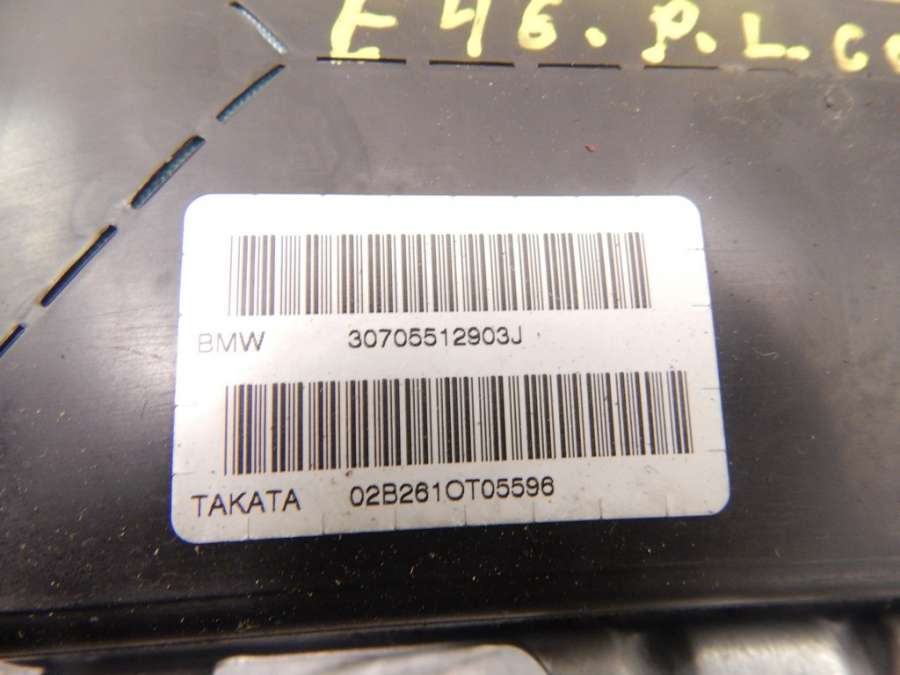 E46. P.L. C
BMW 30705512903J
TAKATA 02B261OT05596